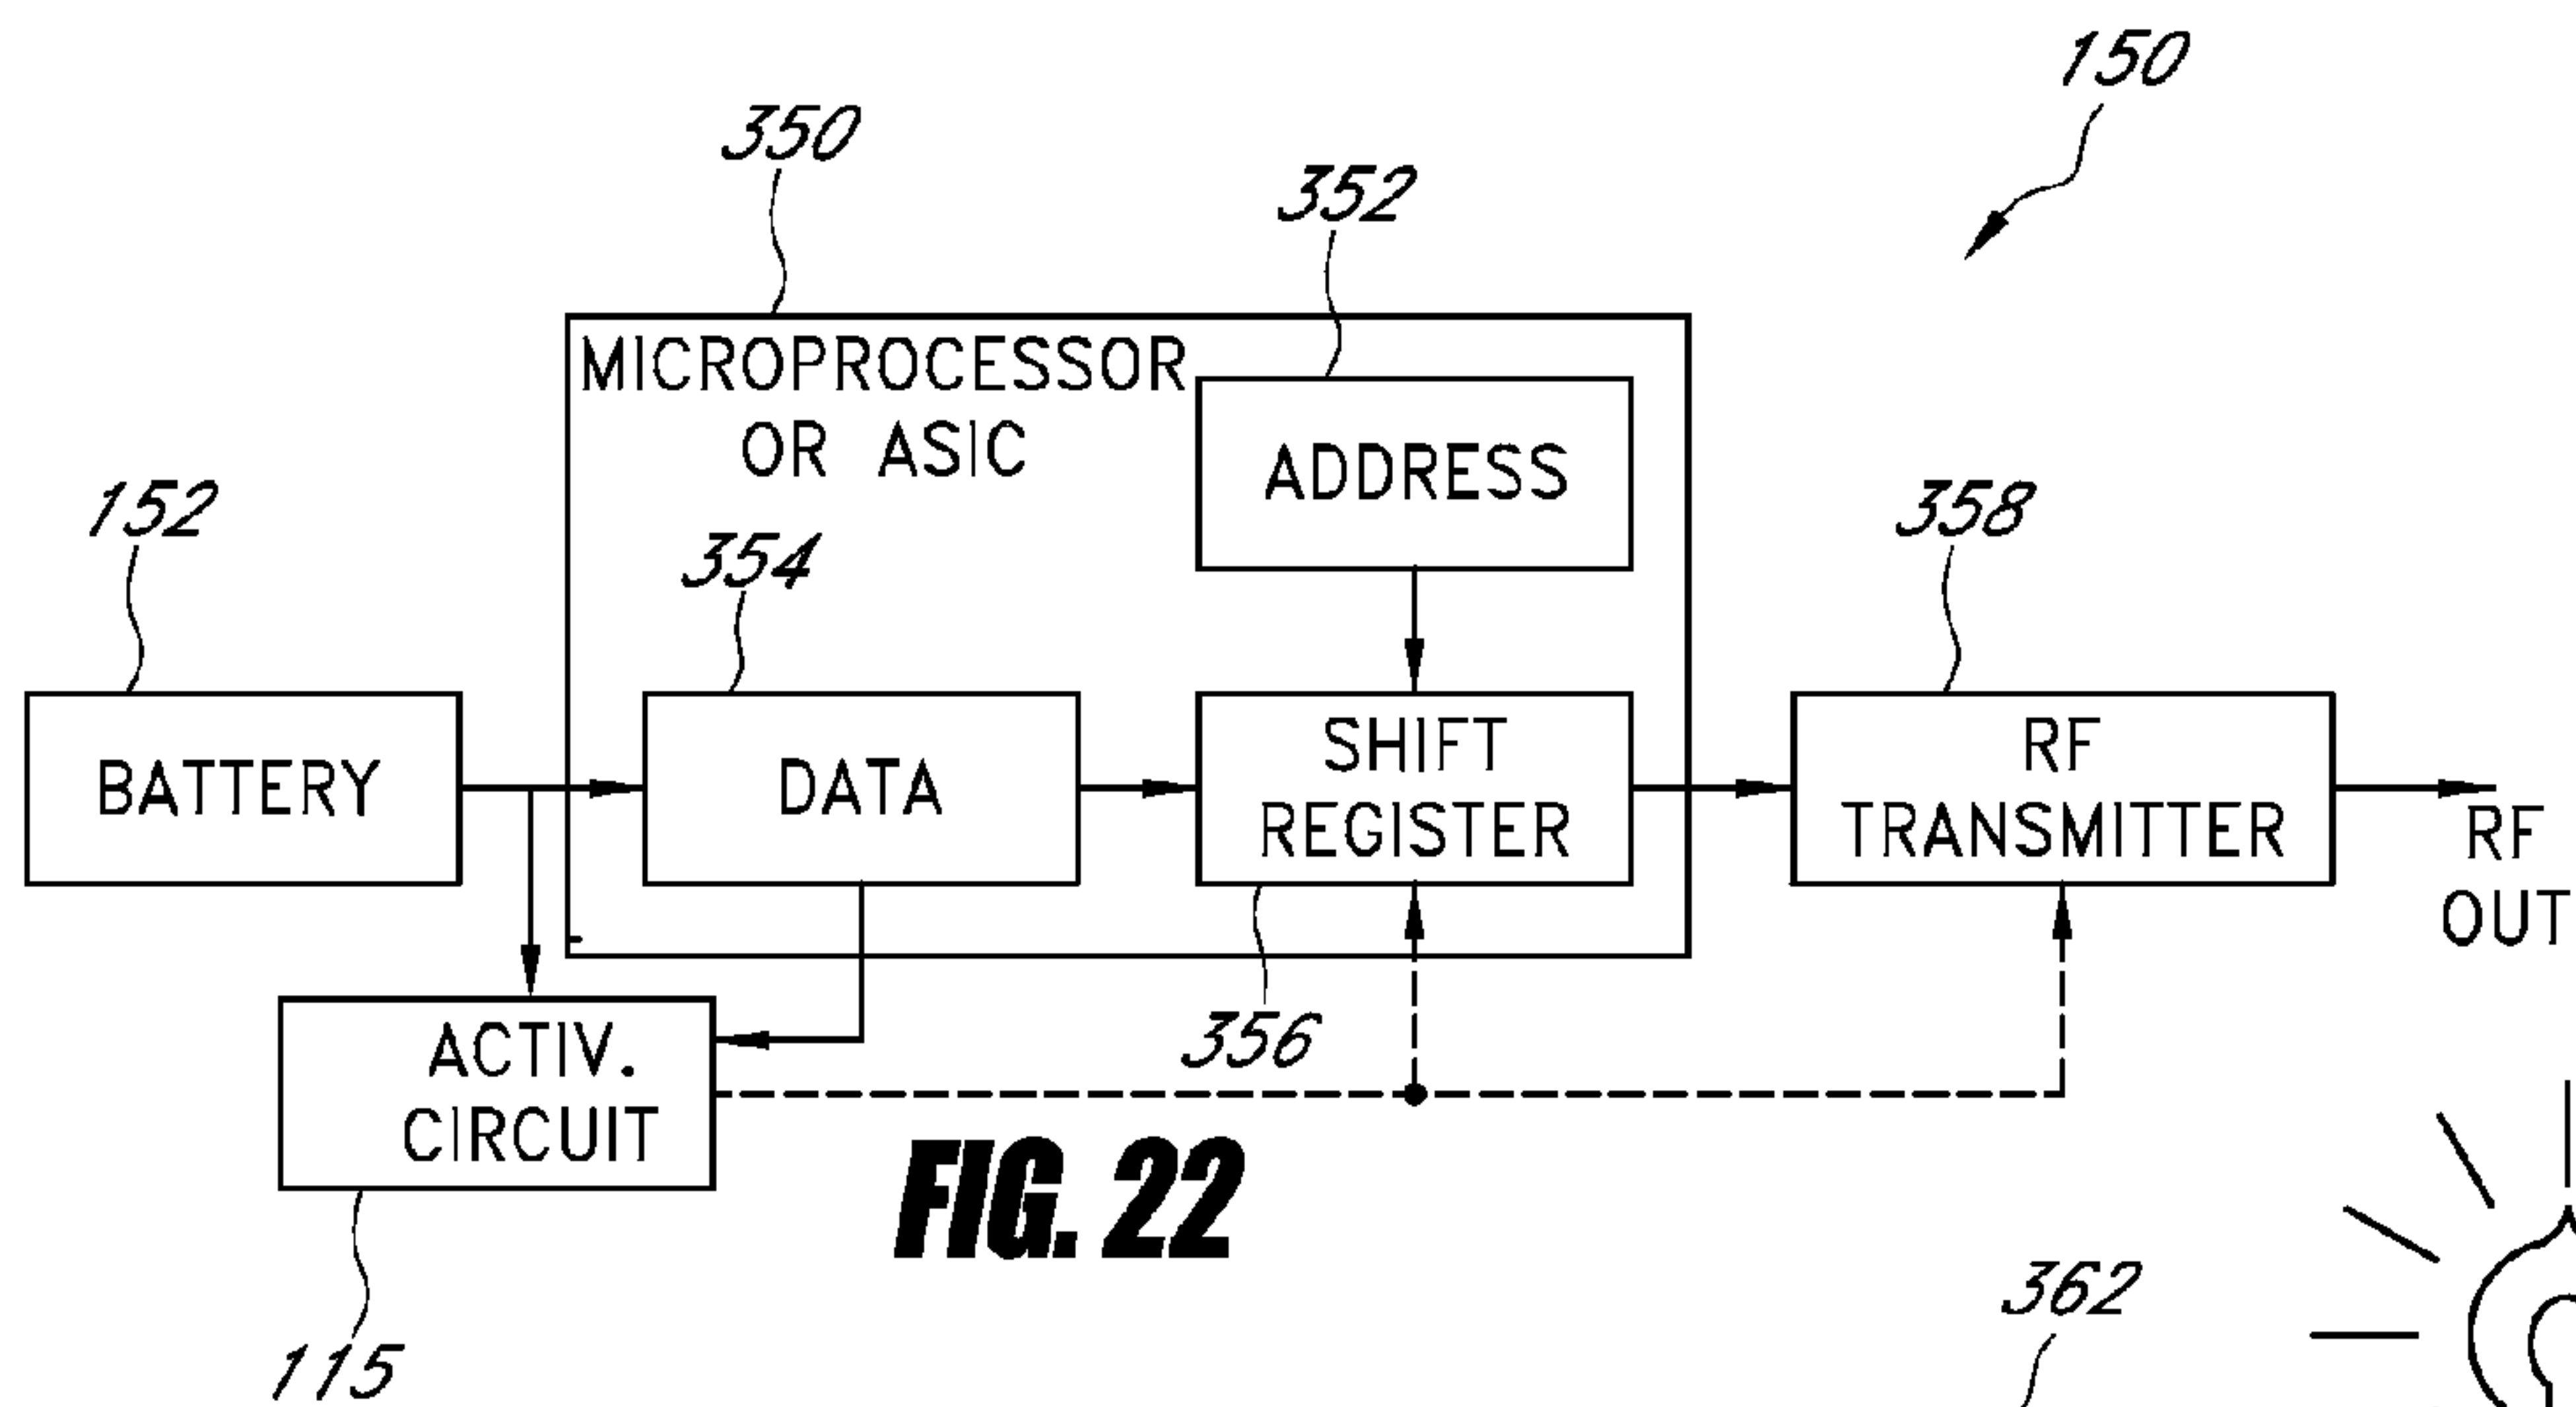 150
350
352
MICROPROCESSOR
OR ASIC
ADDRESS
152
354
358
BATTERY
DATA
SHIFT
REGISTER
RF
TRANSMITTER
RF
OUT
ACTIV.
CIRCUIT
356
FIG. 22
115
362